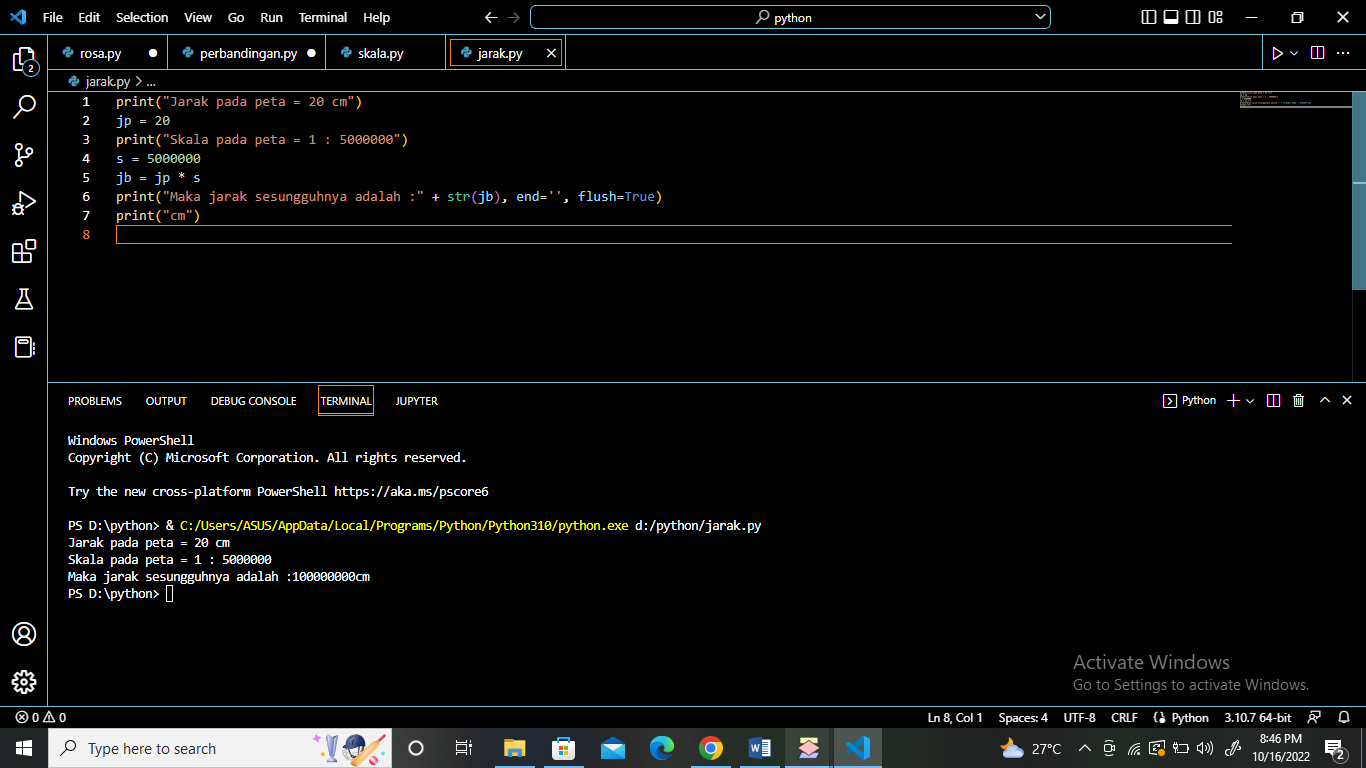 File Edit Selection View Go Run Terminal Help python
rosa.py perbandingan.py skala.py jarak.py
jarak.py > ...
1 print("Jarak pada peta = 20 cm")
2 jp = 20
3 print("Skala pada peta = 1 : 5000000")
4 s = 5000000
5 jb = jp * s
6 print("Maka jarak sesungguhnya adalah :" + str(jb), end='', flush=True)
7 print("cm")
8
PROBLEMS OUTPUT DEBUG CONSOLE TERMINAL JUPYTER Python
Windows PowerShell
Copyright (C) Microsoft Corporation. All rights reserved.
Try the new cross-platform PowerShell https://aka.ms/pscore6
PS D:\python> & C:/Users/ASUS/AppData/Local/Programs/Python/Python310/python.exe d:/python/jarak.py
Jarak pada peta = 20 cm
Skala pada peta = 1 : 5000000
Maka jarak sesungguhnya adalah :100000000cm
PS D:\python>
2
Activate Windows
Go to Settings to activate Windows.
0 0 Ln 8, Col 1 Spaces: 4 UTF-8 CRLF Python 3.10.7 64-bit
Type here to search 27°C 8:46 PM
10/16/2022 2